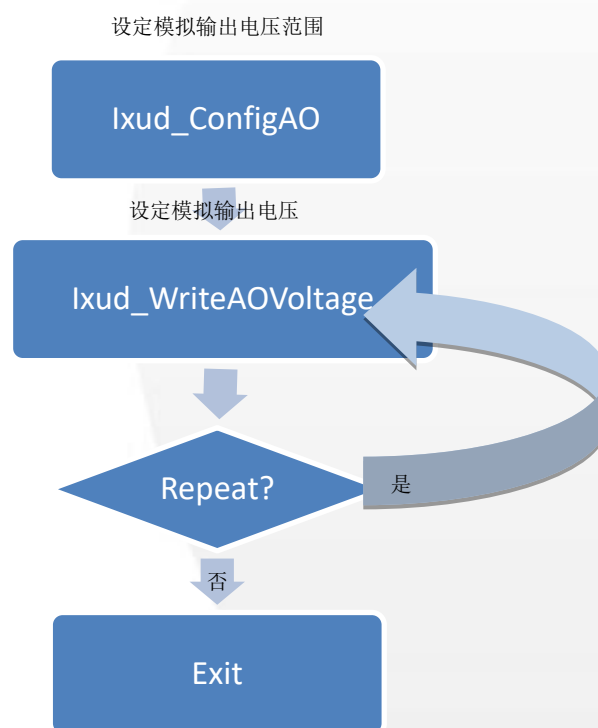 设定模拟输出电压范围
Ixud_ConfigAO
设定模拟输出电压
Ixud_WriteAOVoltage
Repeat?
是
否
Exit